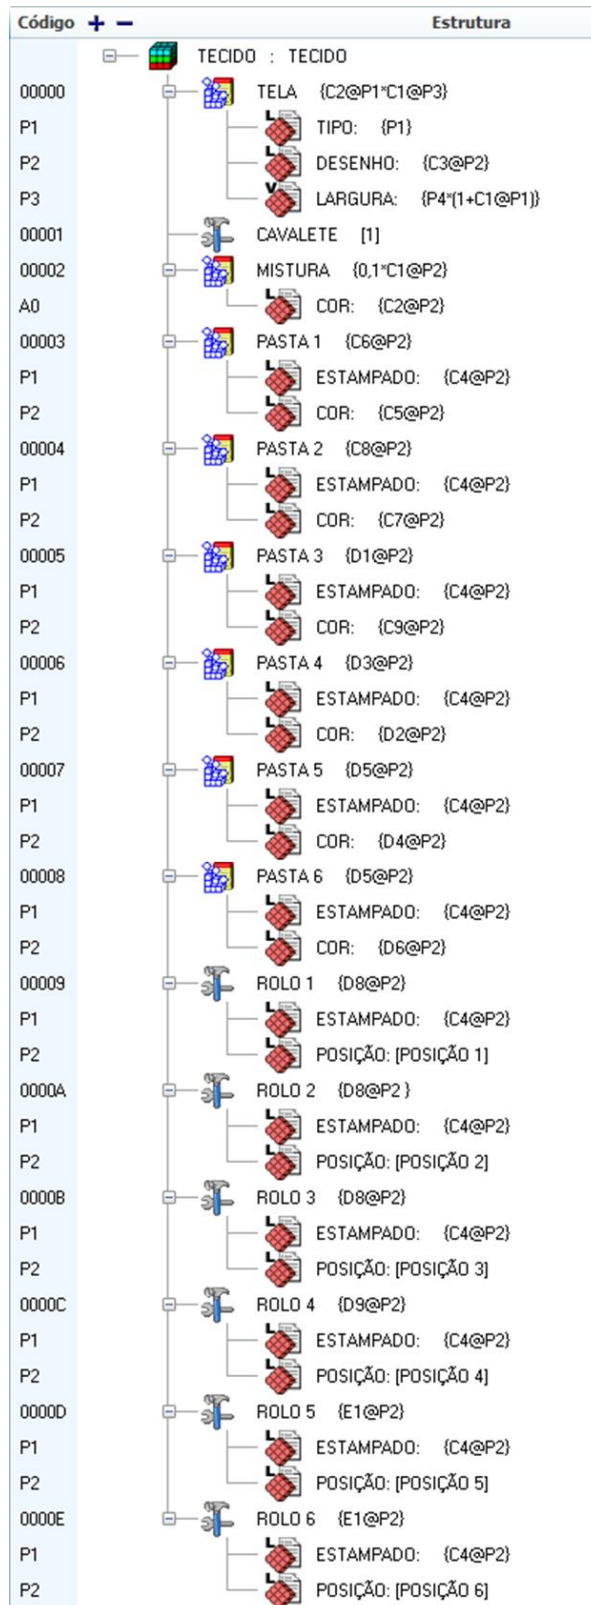 Código + − Estrutura
TECIDO : TECIDO
00000 TELA {C2@P1*C1@P3}
P1 TIPO: {P1}
P2 DESENHO: {C3@P2}
P3 LARGURA: {P4*(1+C1@P1)}
00001 CAVALETE [1]
00002 MISTURA {0,1*C1@P2}
A0 COR: {C2@P2}
00003 PASTA 1 {C6@P2}
P1 ESTAMPADO: {C4@P2}
P2 COR: {C5@P2}
00004 PASTA 2 {C8@P2}
P1 ESTAMPADO: {C4@P2}
P2 COR: {C7@P2}
00005 PASTA 3 {D1@P2}
P1 ESTAMPADO: {C4@P2}
P2 COR: {C9@P2}
00006 PASTA 4 {D3@P2}
P1 ESTAMPADO: {C4@P2}
P2 COR: {D2@P2}
00007 PASTA 5 {D5@P2}
P1 ESTAMPADO: {C4@P2}
P2 COR: {D4@P2}
00008 PASTA 6 {D5@P2}
P1 ESTAMPADO: {C4@P2}
P2 COR: {D6@P2}
00009 ROLO 1 {D8@P2}
P1 ESTAMPADO: {C4@P2}
P2 POSIÇÃO: [POSIÇÃO 1]
0000A ROLO 2 {D8@P2 }
P1 ESTAMPADO: {C4@P2}
P2 POSIÇÃO: [POSIÇÃO 2]
0000B ROLO 3 {D8@P2}
P1 ESTAMPADO: {C4@P2}
P2 POSIÇÃO: [POSIÇÃO 3]
0000C ROLO 4 {D9@P2}
P1 ESTAMPADO: {C4@P2}
P2 POSIÇÃO: [POSIÇÃO 4]
0000D ROLO 5 {E1@P2}
P1 ESTAMPADO: {C4@P2}
P2 POSIÇÃO: [POSIÇÃO 5]
0000E ROLO 6 {E1@P2}
P1 ESTAMPADO: {C4@P2}
P2 POSIÇÃO: [POSIÇÃO 6]